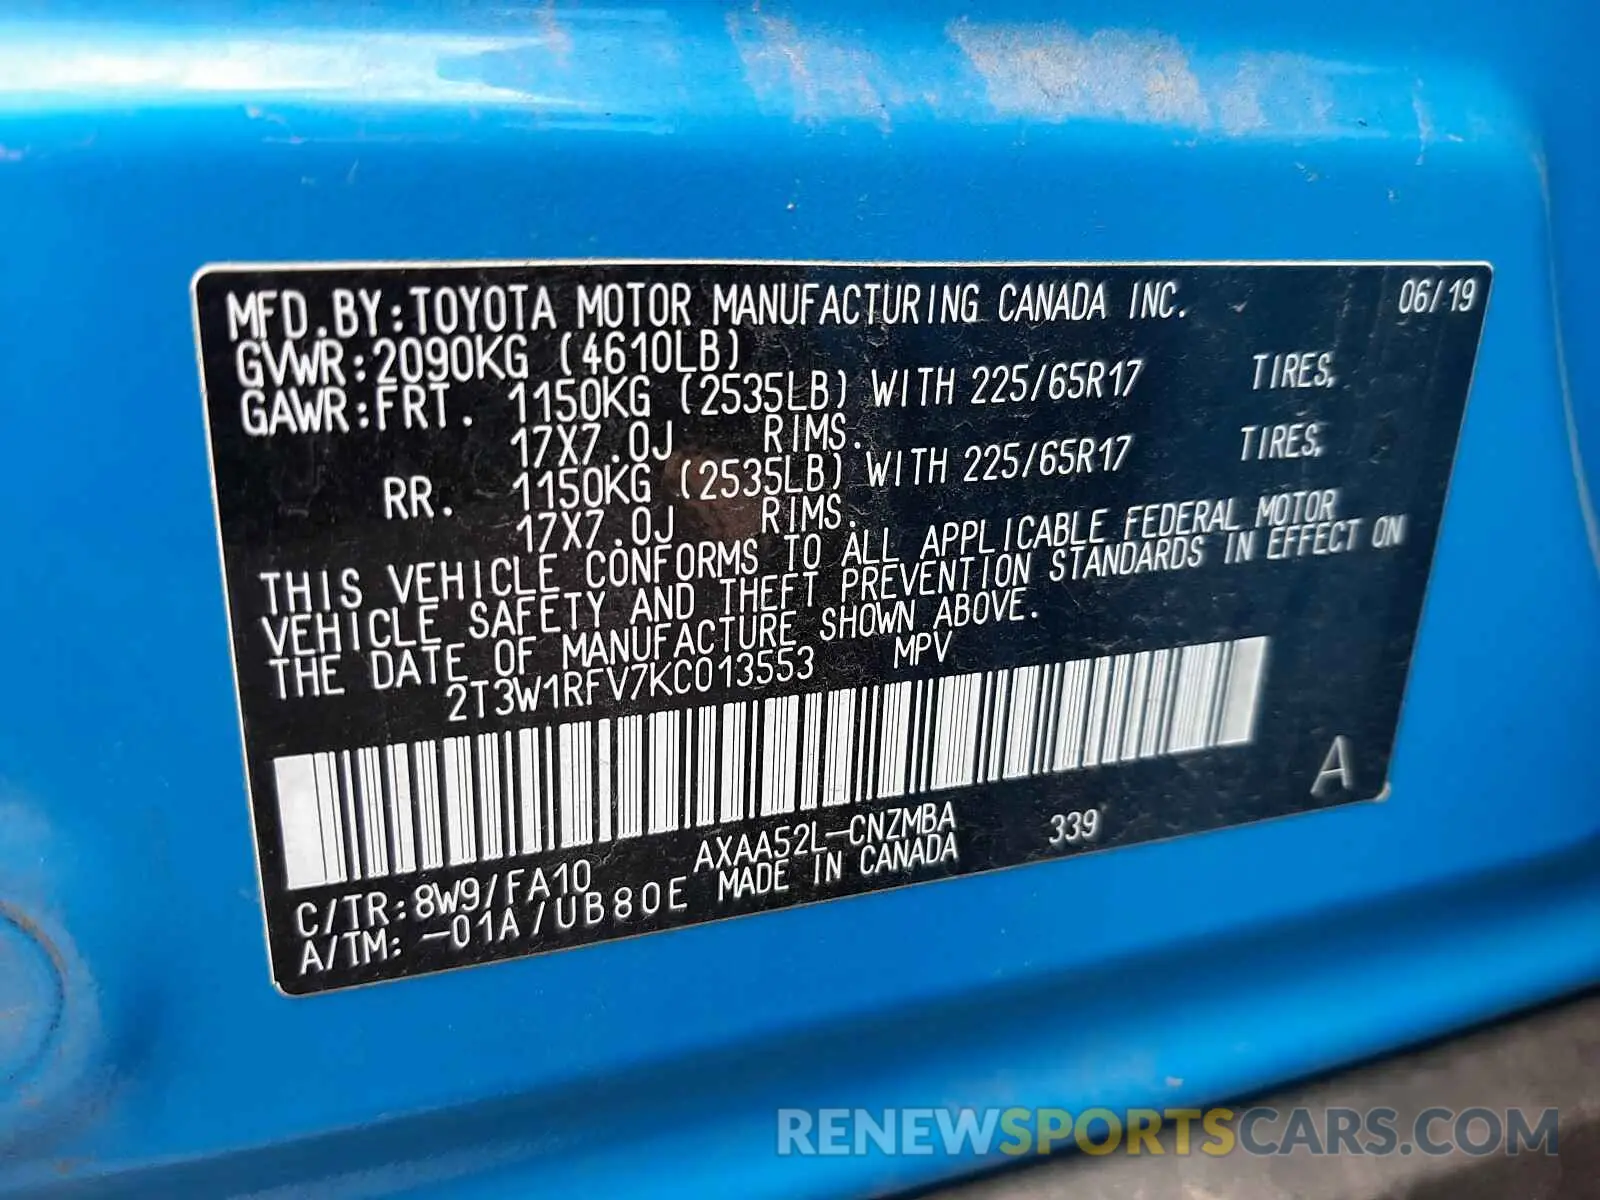 MFD.BY:TOYOTA MOTOR MANUFACTURING CANADA INC. 06/19
GVWR:2090KG (4610LB)
GAWR:FRT. 1150KG (2535LB) WITH 225/65R17 TIRES,
17X7.0J RIMS.
RR. 1150KG (2535LB) WITH 225/65R17 TIRES,
17X7.0J RIMS.
THIS VEHICLE CONFORMS TO ALL APPLICABLE FEDERAL MOTOR
VEHICLE SAFETY AND THEFT PREVENTION STANDARDS IN EFFECT ON
THE DATE OF MANUFACTURE SHOWN ABOVE.
2T3W1RFV7KC013553 MPV
A
AXAA52L-CNZMBA 339
C/TR:8W9/FA10 MADE IN CANADA
A/TM: -01A/UB80E
RENEWSPORTSCARS.COM